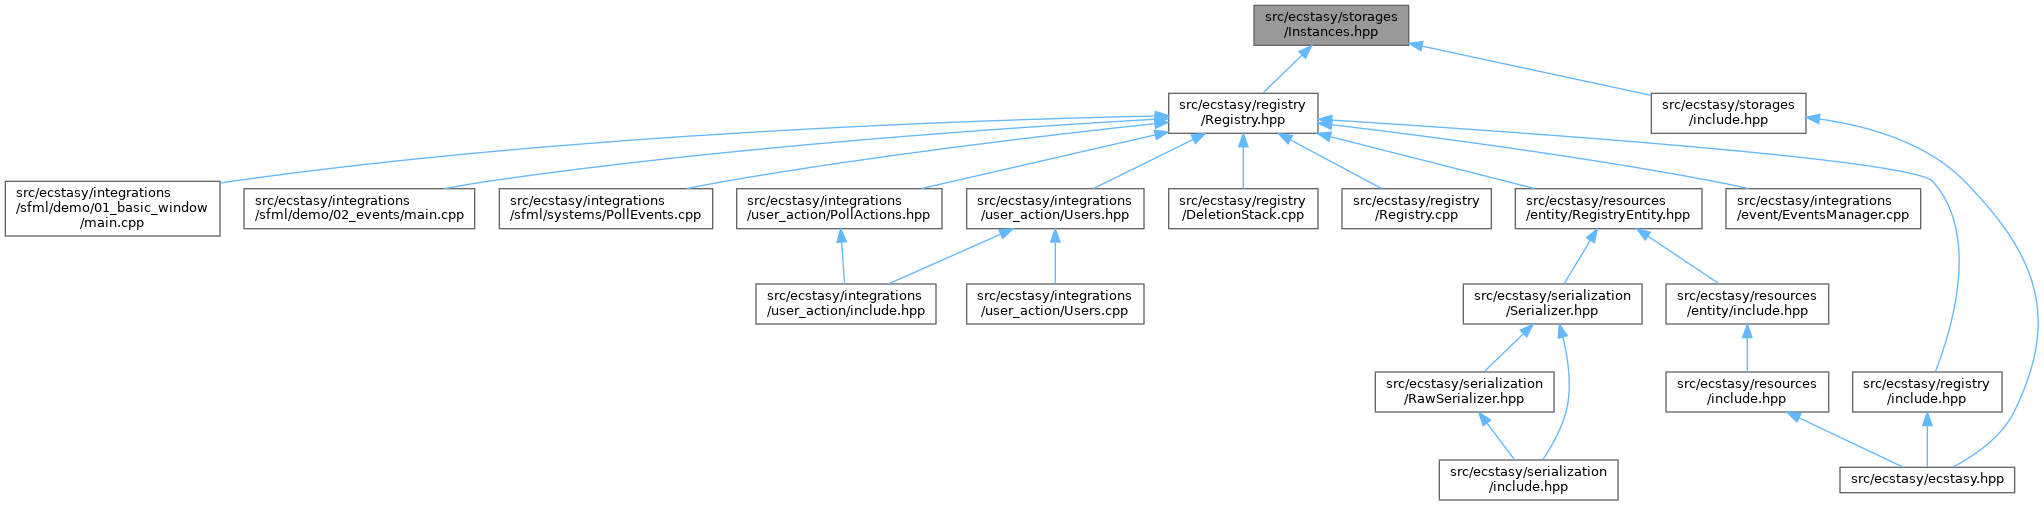 src/ecstasy/storages
/Instances.hpp
src/ecstasy/registry
/Registry.hpp
src/ecstasy/storages
/include.hpp
src/ecstasy/integrations
/sfml/demo/01_basic_window
/main.cpp
src/ecstasy/integrations
/sfml/demo/02_events/main.cpp
src/ecstasy/integrations
/sfml/systems/PollEvents.cpp
src/ecstasy/integrations
/user_action/PollActions.hpp
src/ecstasy/integrations
/user_action/Users.hpp
src/ecstasy/registry
/DeletionStack.cpp
src/ecstasy/registry
/Registry.cpp
src/ecstasy/resources
/entity/RegistryEntity.hpp
src/ecstasy/integrations
/event/EventsManager.cpp
src/ecstasy/integrations
/user_action/include.hpp
src/ecstasy/integrations
/user_action/Users.cpp
src/ecstasy/serialization
/Serializer.hpp
src/ecstasy/resources
/entity/include.hpp
src/ecstasy/serialization
/RawSerializer.hpp
src/ecstasy/resources
/include.hpp
src/ecstasy/registry
/include.hpp
src/ecstasy/serialization
/include.hpp
src/ecstasy/ecstasy.hpp